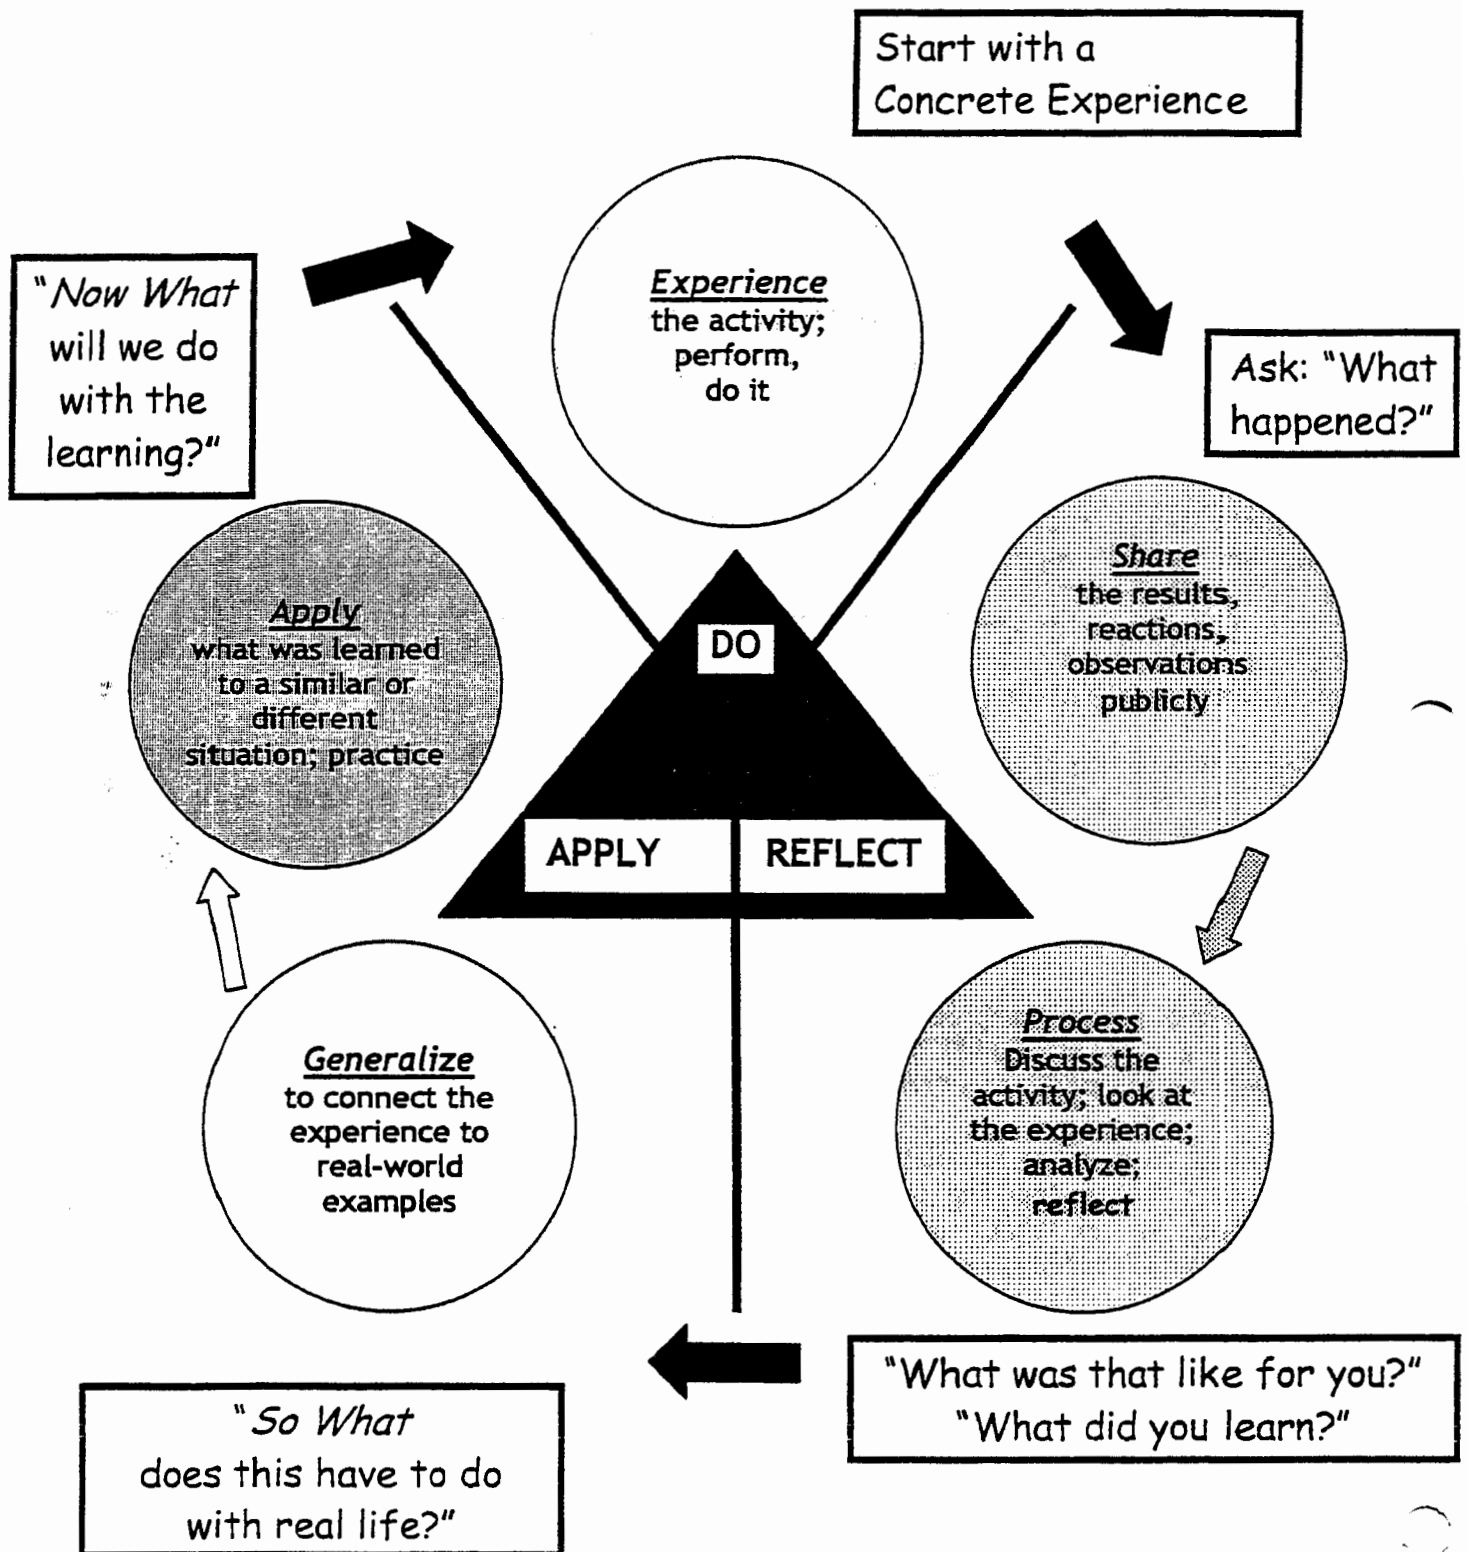 Start with a
Concrete Experience
Experience
the activity;
perform,
do it
"Now What
will we do
with the
learning?"
Ask: "What
happened?"
Share
the results,
reactions,
observations
publicly
Apply
what was learned
to a similar or
different
situation; practice
DO
APPLY
REFLECT
Process
Discuss the
activity; look at
the experience;
analyze;
reflect
Generalize
to connect the
experience to
real-world
examples
"What was that like for you?"
"What did you learn?"
"So What
does this have to do
with real life?"